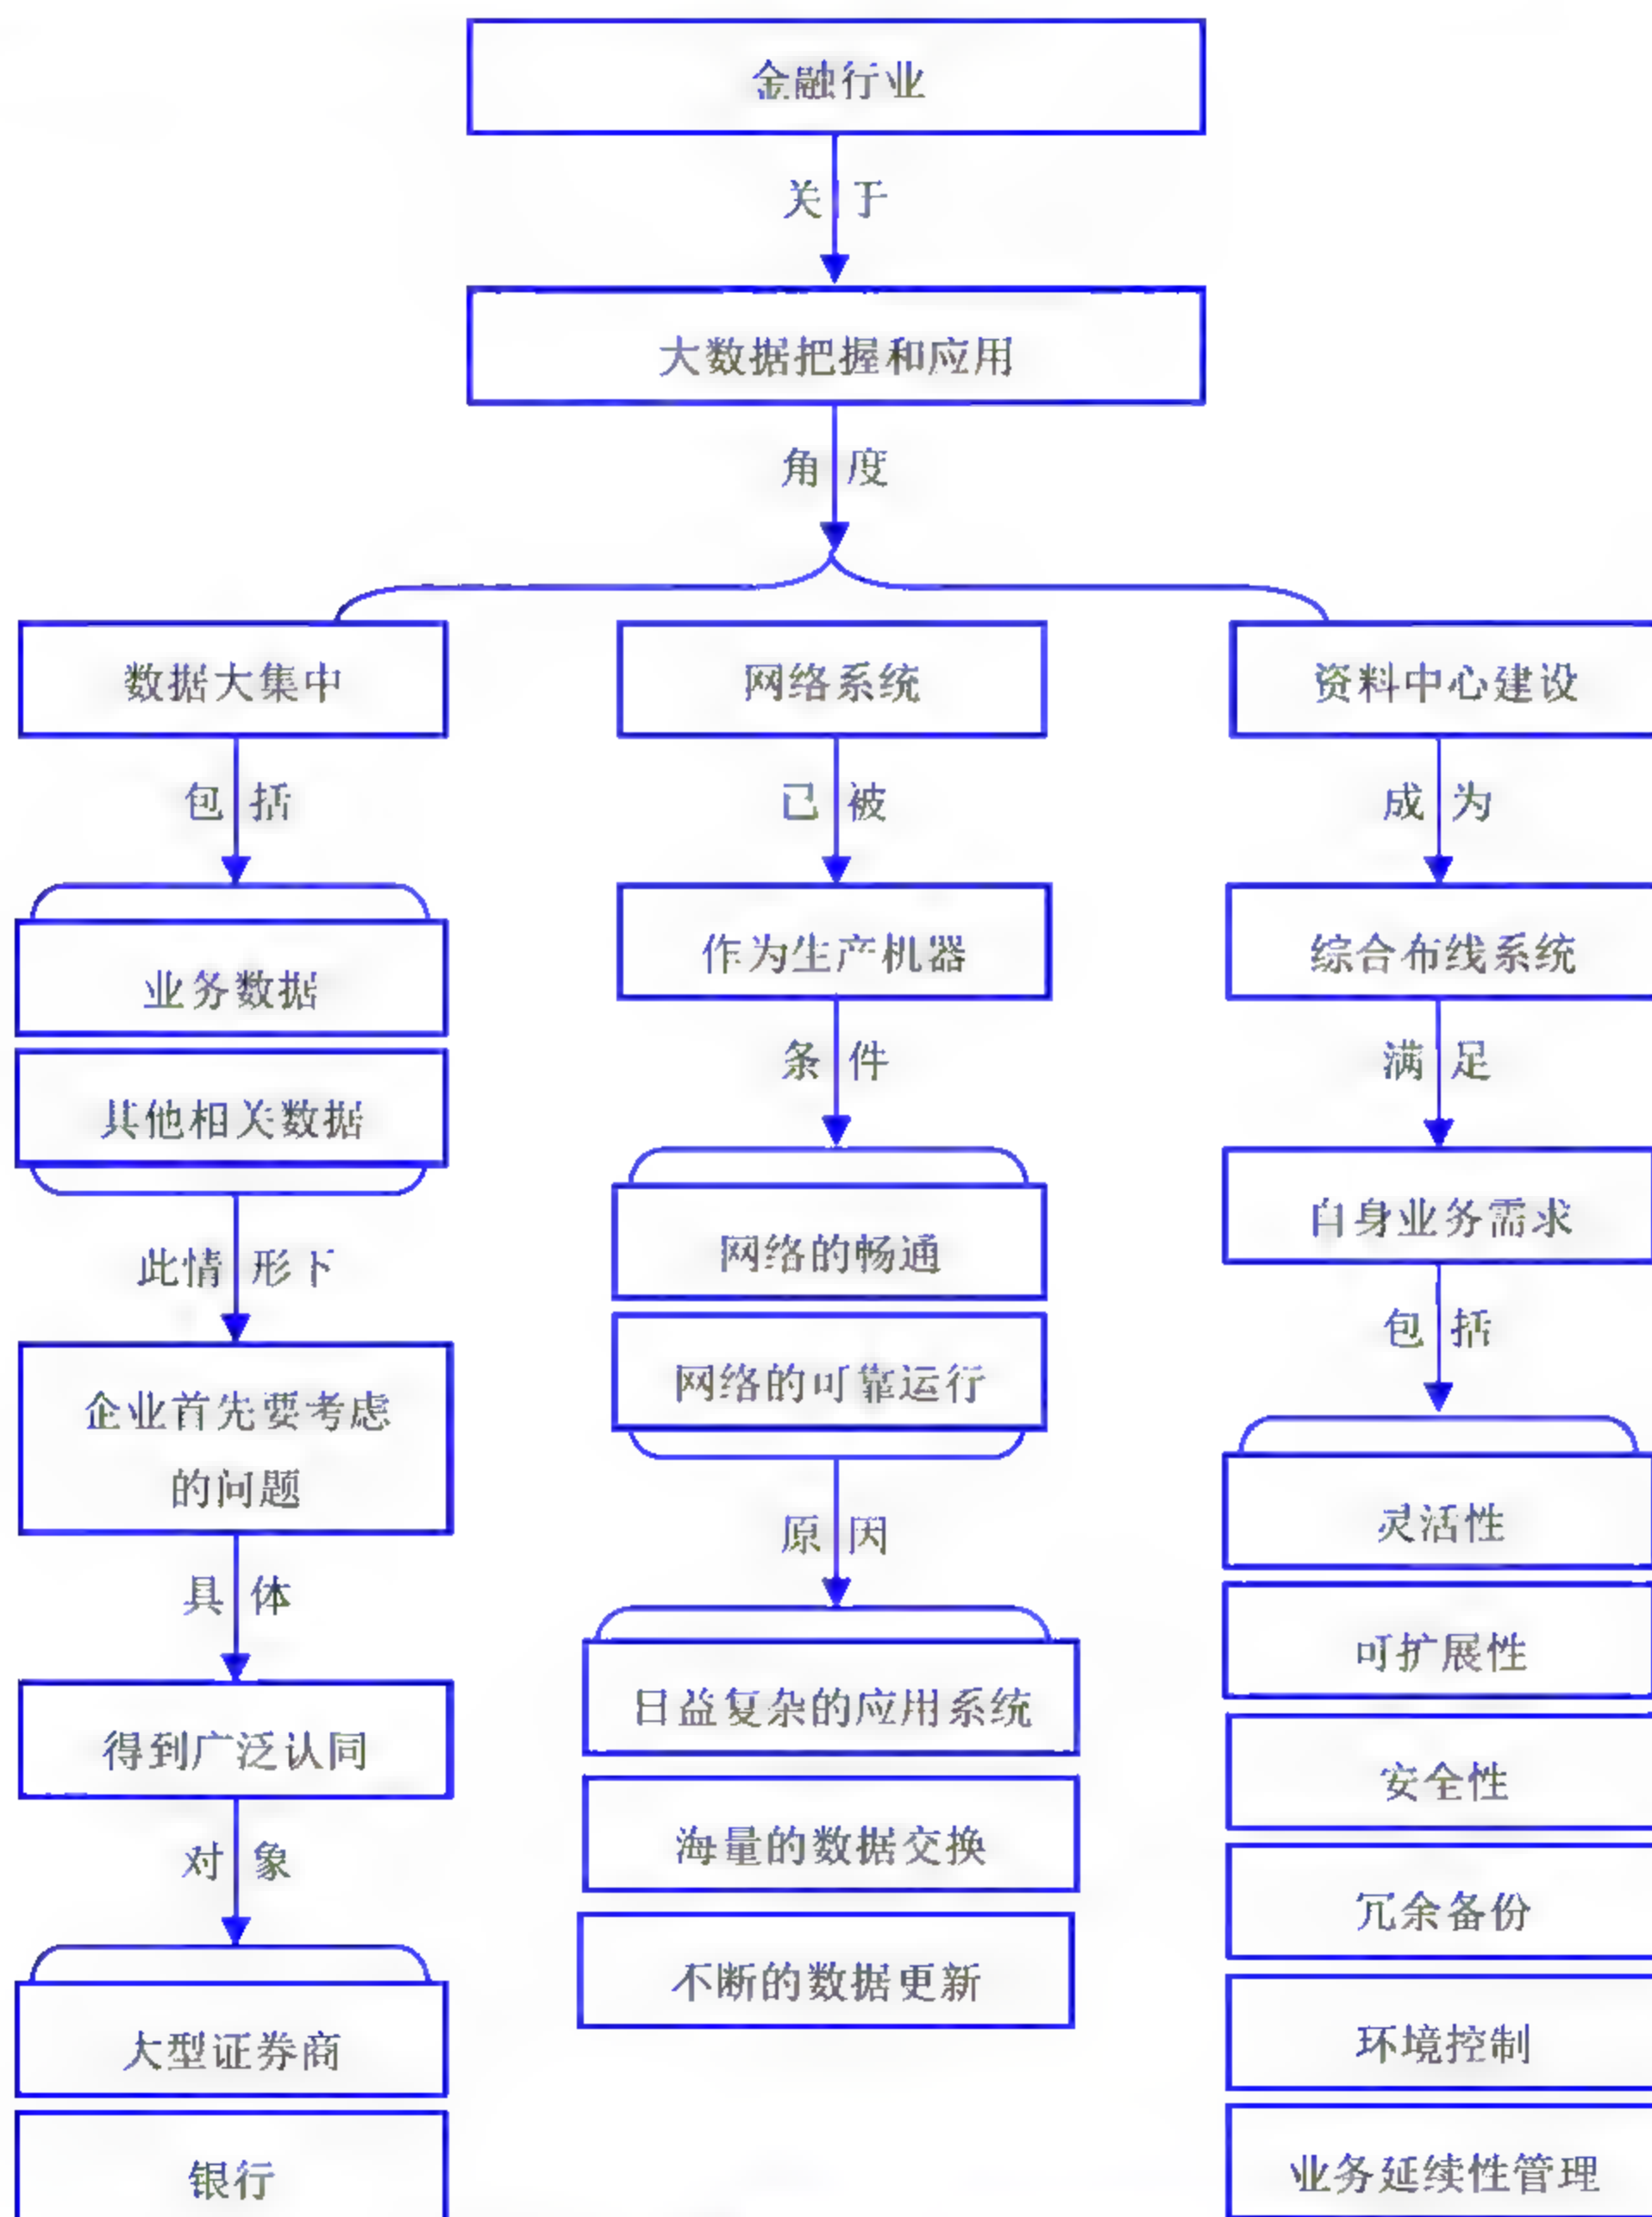 金融行业
关于
大数据把握和应用
角度
数据大集中
包括
业务数据
其他相关数据
此情形下
企业首先要考虑
的问题
具体
得到广泛认同
对象
大型证券商
银行
网络系统
已被
作为生产机器
条件
网络的畅通
网络的可靠运行
原因
日益复杂的应用系统
海量的数据交换
不断的数据更新
资料中心建设
成为
综合布线系统
满足
自身业务需求
包括
灵活性
可扩展性
安全性
冗余备份
环境控制
业务延续性管理